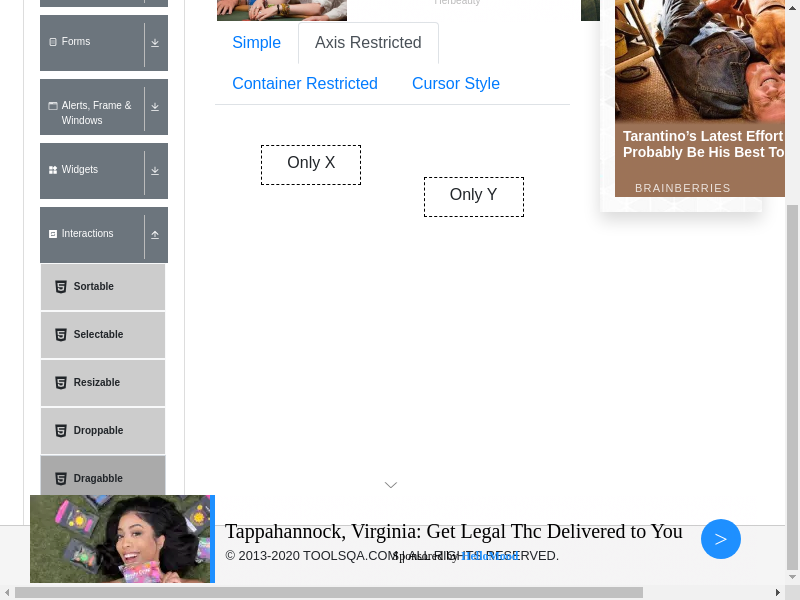 Herbeauty
Forms
Alerts, Frame &
Windows
Widgets
Interactions
Sortable
Selectable
Resizable
Droppable
Dragabble
Simple
Axis Restricted
Container Restricted
Cursor Style
Only X
Only Y
Tarantino's Latest Effort
Probably Be His Best To
BRAINBERRIES
Tappahannock, Virginia: Get Legal Thc Delivered to You
>
© 2013-2020 TOOLSQA.COM | ALL RIGHTS RESERVED.
Sponsored by